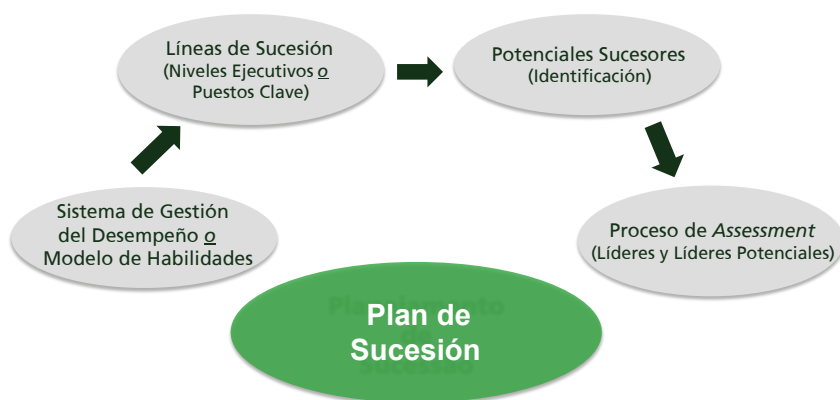 Líneas de Sucesión
(Niveles Ejecutivos o
Puestos Clave)
Potenciales Sucesores
(Identificación)
Sistema de Gestión
del Desempeño o
Modelo de Habilidades
Proceso de Assessment
(Líderes y Líderes Potenciales)
Plan de
Sucesión